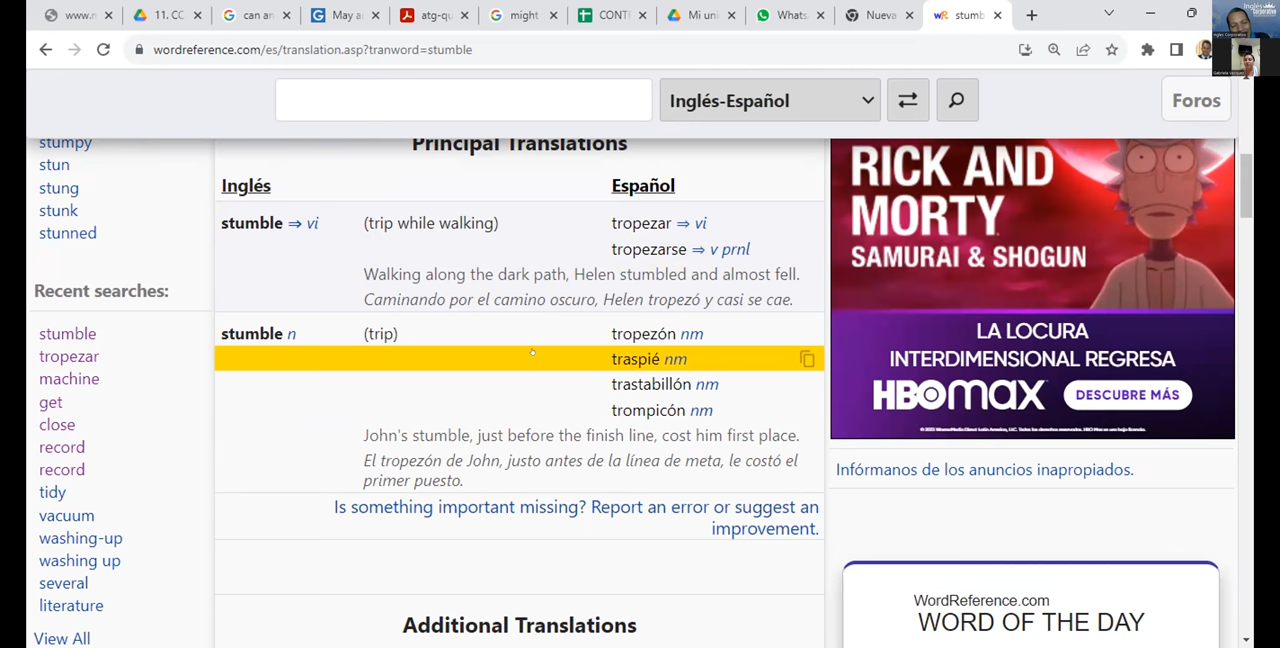 www.n
11. CC
can an
May a
atg-qu
might
CONTI
Mi uni
Whats
Nueva
WR stumb
wordreference.com/es/translation.asp?tranword=stumble
Inglés-Español
Foros
stumpy
stun
stung
stunk
stunned
Recent searches:
stumble
tropezar
machine
get
close
record
record
tidy
vacuum
washing-up
washing up
several
literature
View All
Principal Translations
Inglés Español
stumble ⇒ vi (trip while walking) tropezar ⇒ vi
tropezarse ⇒ v prnl
Walking along the dark path, Helen stumbled and almost fell.
Caminando por el camino oscuro, Helen tropezó y casi se cae.
stumble n (trip) tropezón nm
traspié nm
trastabillón nm
trompicón nm
John's stumble, just before the finish line, cost him first place.
El tropezón de John, justo antes de la línea de meta, le costó el
primer puesto.
Is something important missing? Report an error or suggest an
improvement.
Additional Translations
RICK AND
MORTY
SAMURAI & SHOGUN
LA LOCURA
INTERDIMENSIONAL REGRESA
HBOmax DESCUBRE MÁS
Infórmanos de los anuncios inapropiados.
WordReference.com
WORD OF THE DAY